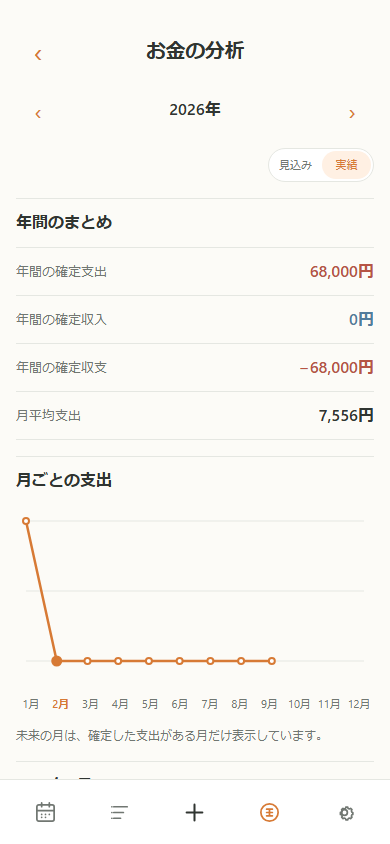 ‹
お金の分析
‹ 2026年 ›
見込み 実績
年間のまとめ
年間の確定支出 68,000円
年間の確定収入 0円
年間の確定収支 −68,000円
月平均支出 7,556円
月ごとの支出
1月 2月 3月 4月 5月 6月 7月 8月 9月 10月 11月 12月
未来の月は、確定した支出がある月だけ表示しています。